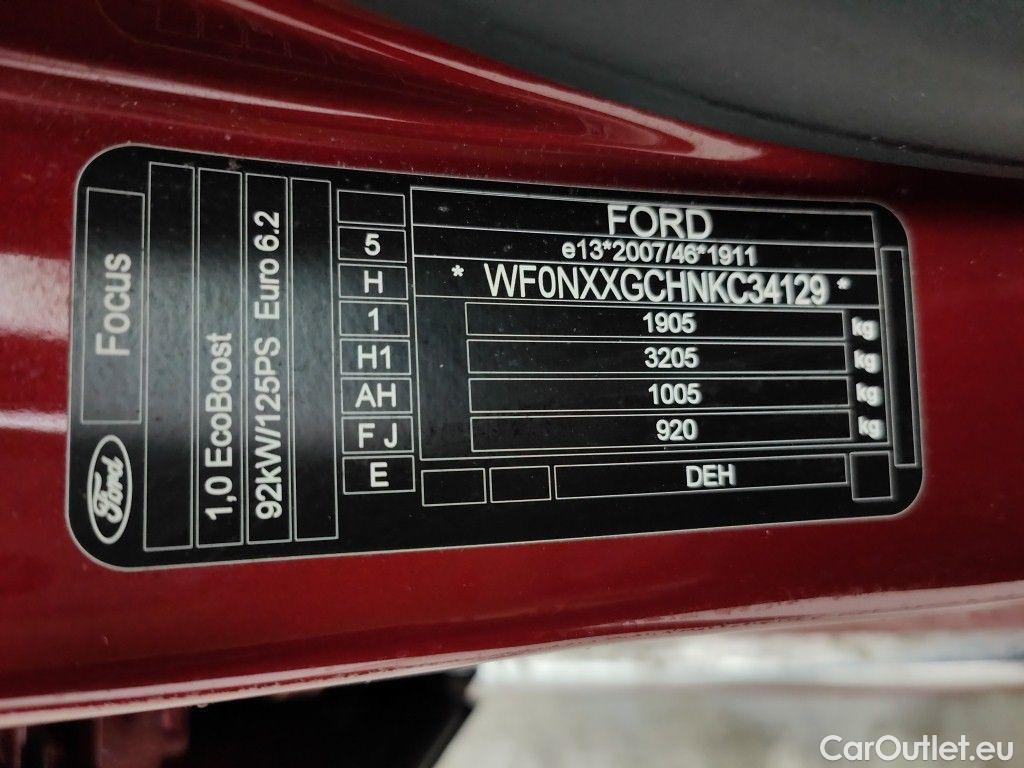 Ford
Focus
1,0 EcoBoost
92kW/125PS Euro 6.2
5
H
1
H1
AH
F J
E
FORD
e13*2007/46*1911
* WF0NXXGCHNKC34129 *
1905 kg
3205 kg
1005 kg
920 kg
DEH
CarOutlet.eu